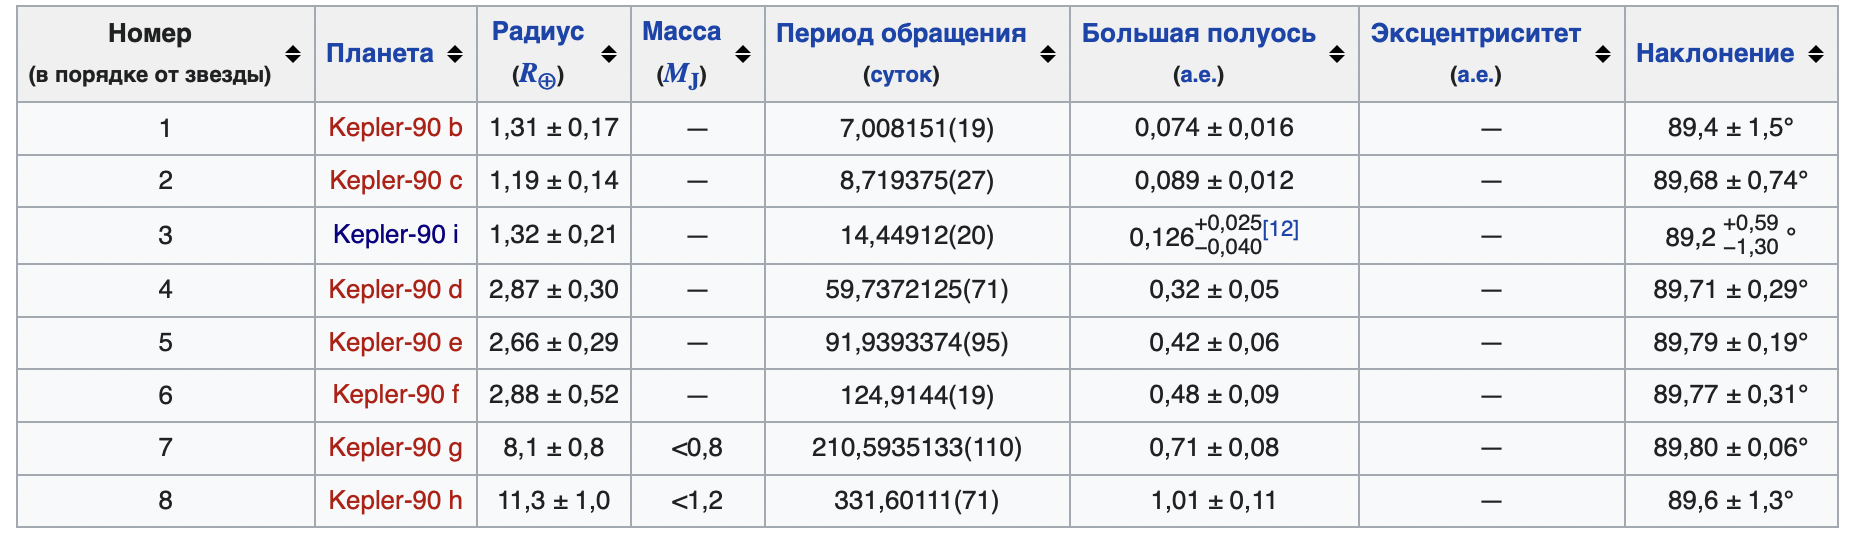 Номер (в порядке от звезды) Планета Радиус (R⊕) Масса (MJ) Период обращения (суток) Большая полуось (а.е.) Эксцентриситет (а.е.) Наклонение
1 Kepler-90 b 1,31 ± 0,17 — 7,008151(19) 0,074 ± 0,016 — 89,4 ± 1,5°
2 Kepler-90 c 1,19 ± 0,14 — 8,719375(27) 0,089 ± 0,012 — 89,68 ± 0,74°
3 Kepler-90 i 1,32 ± 0,21 — 14,44912(20) 0,126 +0,025 −0,040 [12] — 89,2 +0,59 −1,30 °
4 Kepler-90 d 2,87 ± 0,30 — 59,7372125(71) 0,32 ± 0,05 — 89,71 ± 0,29°
5 Kepler-90 e 2,66 ± 0,29 — 91,9393374(95) 0,42 ± 0,06 — 89,79 ± 0,19°
6 Kepler-90 f 2,88 ± 0,52 — 124,9144(19) 0,48 ± 0,09 — 89,77 ± 0,31°
7 Kepler-90 g 8,1 ± 0,8 <0,8 210,5935133(110) 0,71 ± 0,08 — 89,80 ± 0,06°
8 Kepler-90 h 11,3 ± 1,0 <1,2 331,60111(71) 1,01 ± 0,11 — 89,6 ± 1,3°